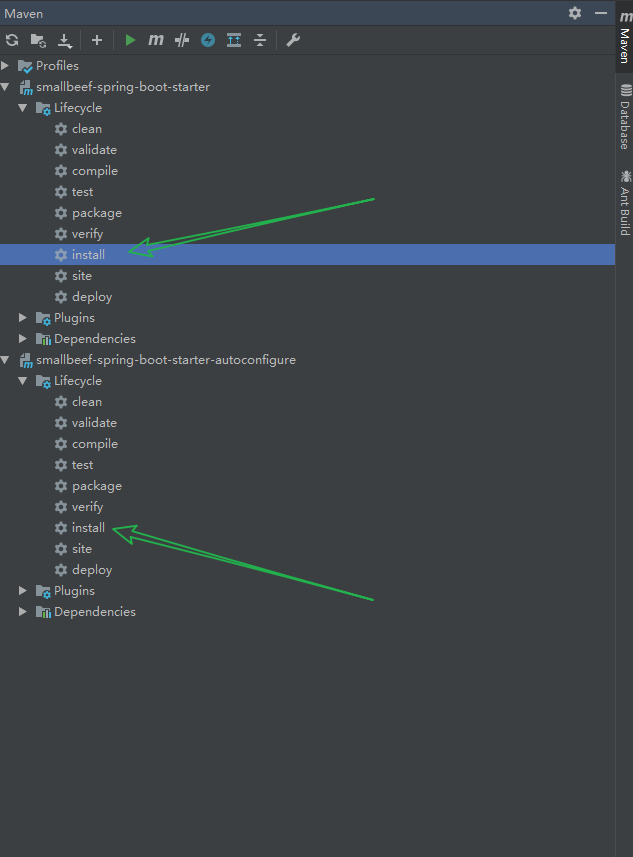 Maven
Profiles
smallbeef-spring-boot-starter
Lifecycle
clean
validate
compile
test
package
verify
install
site
deploy
Plugins
Dependencies
smallbeef-spring-boot-starter-autoconfigure
Lifecycle
clean
validate
compile
test
package
verify
install
site
deploy
Plugins
Dependencies
Maven
Database
Ant Build